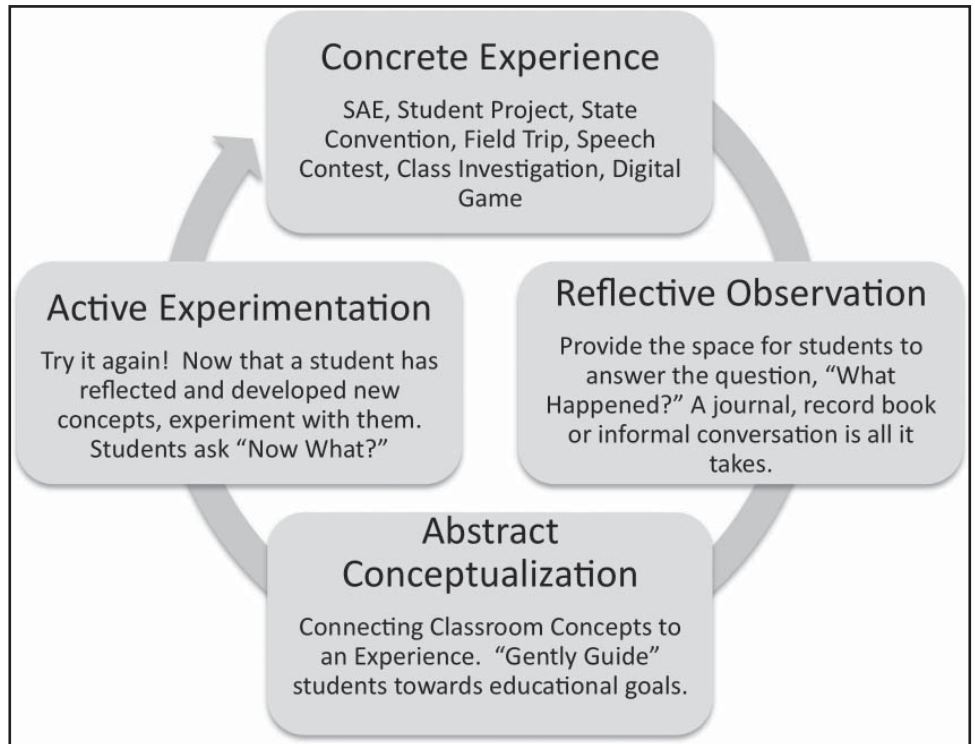 Concrete Experience
SAE, Student Project, State
Convention, Field Trip, Speech
Contest, Class Investigation, Digital
Game
Reflective Observation
Provide the space for students to
answer the question, “What
Happened?” A journal, record book
or informal conversation is all it
takes.
Abstract
Conceptualization
Connecting Classroom Concepts to
an Experience.  “Gently Guide”
students towards educational goals.
Active Experimentation
Try it again!  Now that a student has
reflected and developed new
concepts, experiment with them.
Students ask “Now What?”